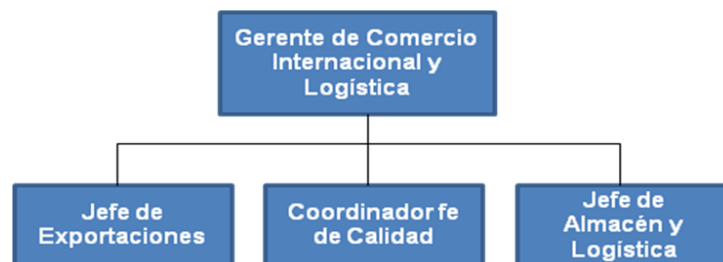 Gerente de Comercio
Internacional y
Logística
Jefe de
Exportaciones
Coordinador fe
de Calidad
Jefe de
Almacén y
Logística